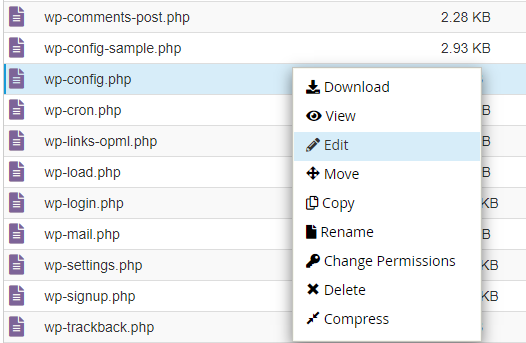 wp-comments-post.php 2.28 KB
wp-config-sample.php 2.93 KB
wp-config.php
Download
wp-cron.php B
View
wp-links-opml.php B
Edit
wp-load.php B
Move
wp-login.php KB
Copy
wp-mail.php B
Rename
wp-settings.php KB
Change Permissions
wp-signup.php KB
Delete
wp-trackback.php
Compress